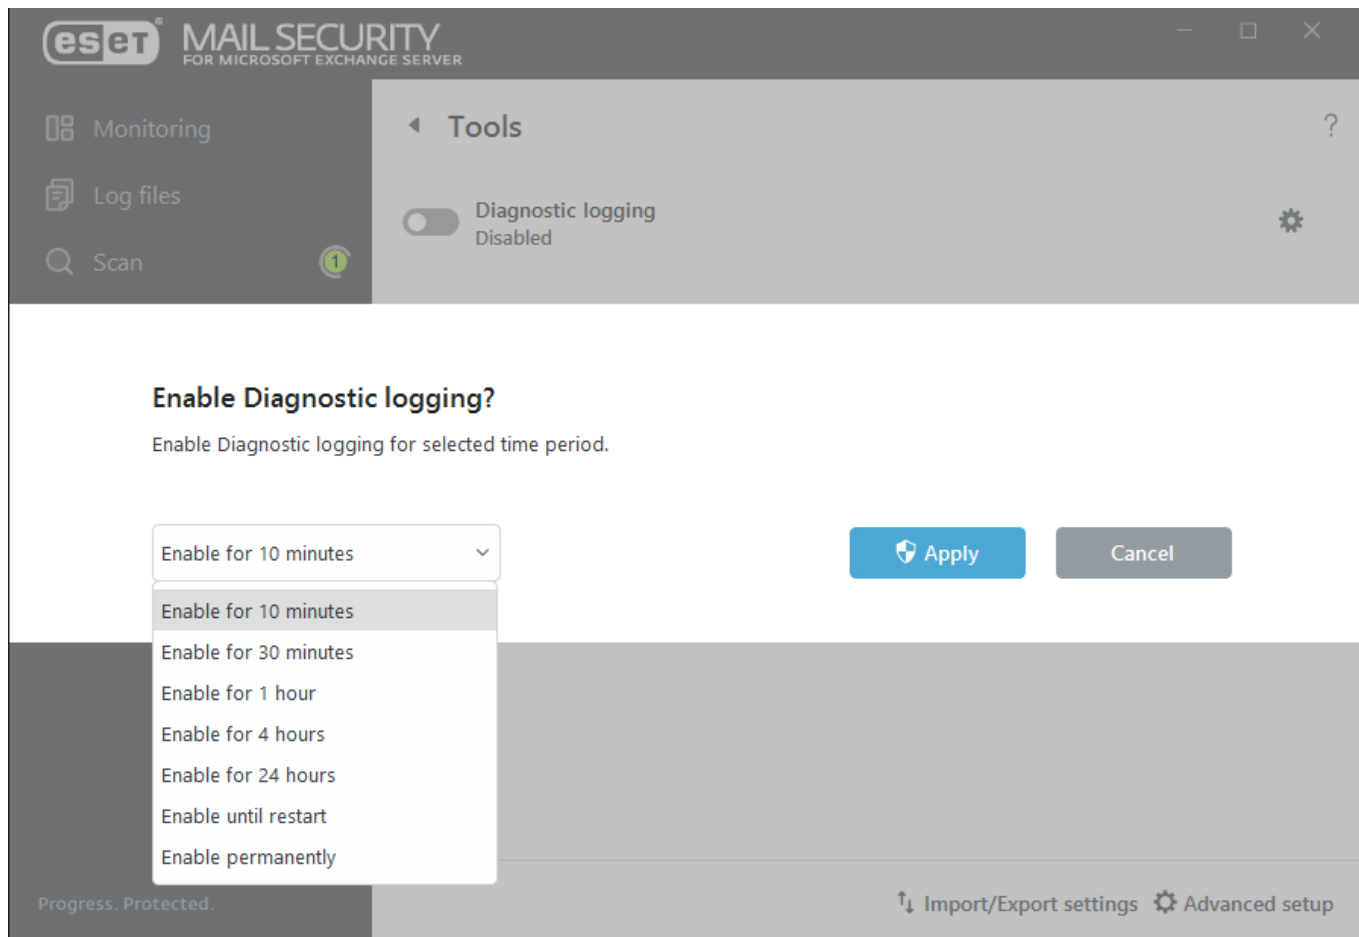 eset® MAIL SECURITY
FOR MICROSOFT EXCHANGE SERVER
Monitoring
Log files
Scan
1
Tools
?
Diagnostic logging
Disabled
Enable Diagnostic logging?
Enable Diagnostic logging for selected time period.
Enable for 10 minutes
Apply
Cancel
Enable for 10 minutes
Enable for 30 minutes
Enable for 1 hour
Enable for 4 hours
Enable for 24 hours
Enable until restart
Enable permanently
Progress. Protected.
Import/Export settings
Advanced setup